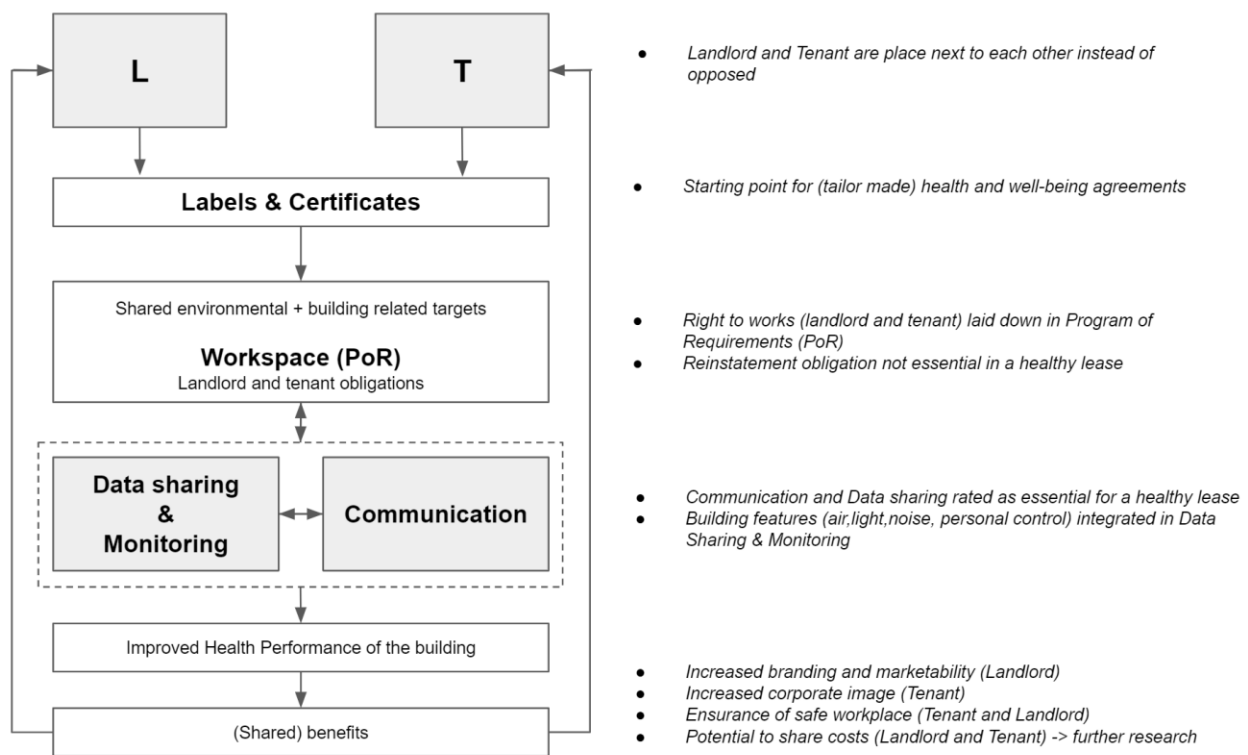 L
T
● Landlord and Tenant are place next to each other instead of
opposed
Labels & Certificates
● Starting point for (tailor made) health and well-being agreements
Shared environmental + building related targets
Workspace (PoR)
Landlord and tenant obligations
● Right to works (landlord and tenant) laid down in Program of
Requirements (PoR)
● Reinstatement obligation not essential in a healthy lease
Data sharing
&
Monitoring
Communication
● Communication and Data sharing rated as essential for a healthy lease
● Building features (air,light,noise, personal control) integrated in Data
Sharing & Monitoring
Improved Health Performance of the building
(Shared) benefits
● Increased branding and marketability (Landlord)
● Increased corporate image (Tenant)
● Ensurance of safe workplace (Tenant and Landlord)
● Potential to share costs (Landlord and Tenant) -> further research